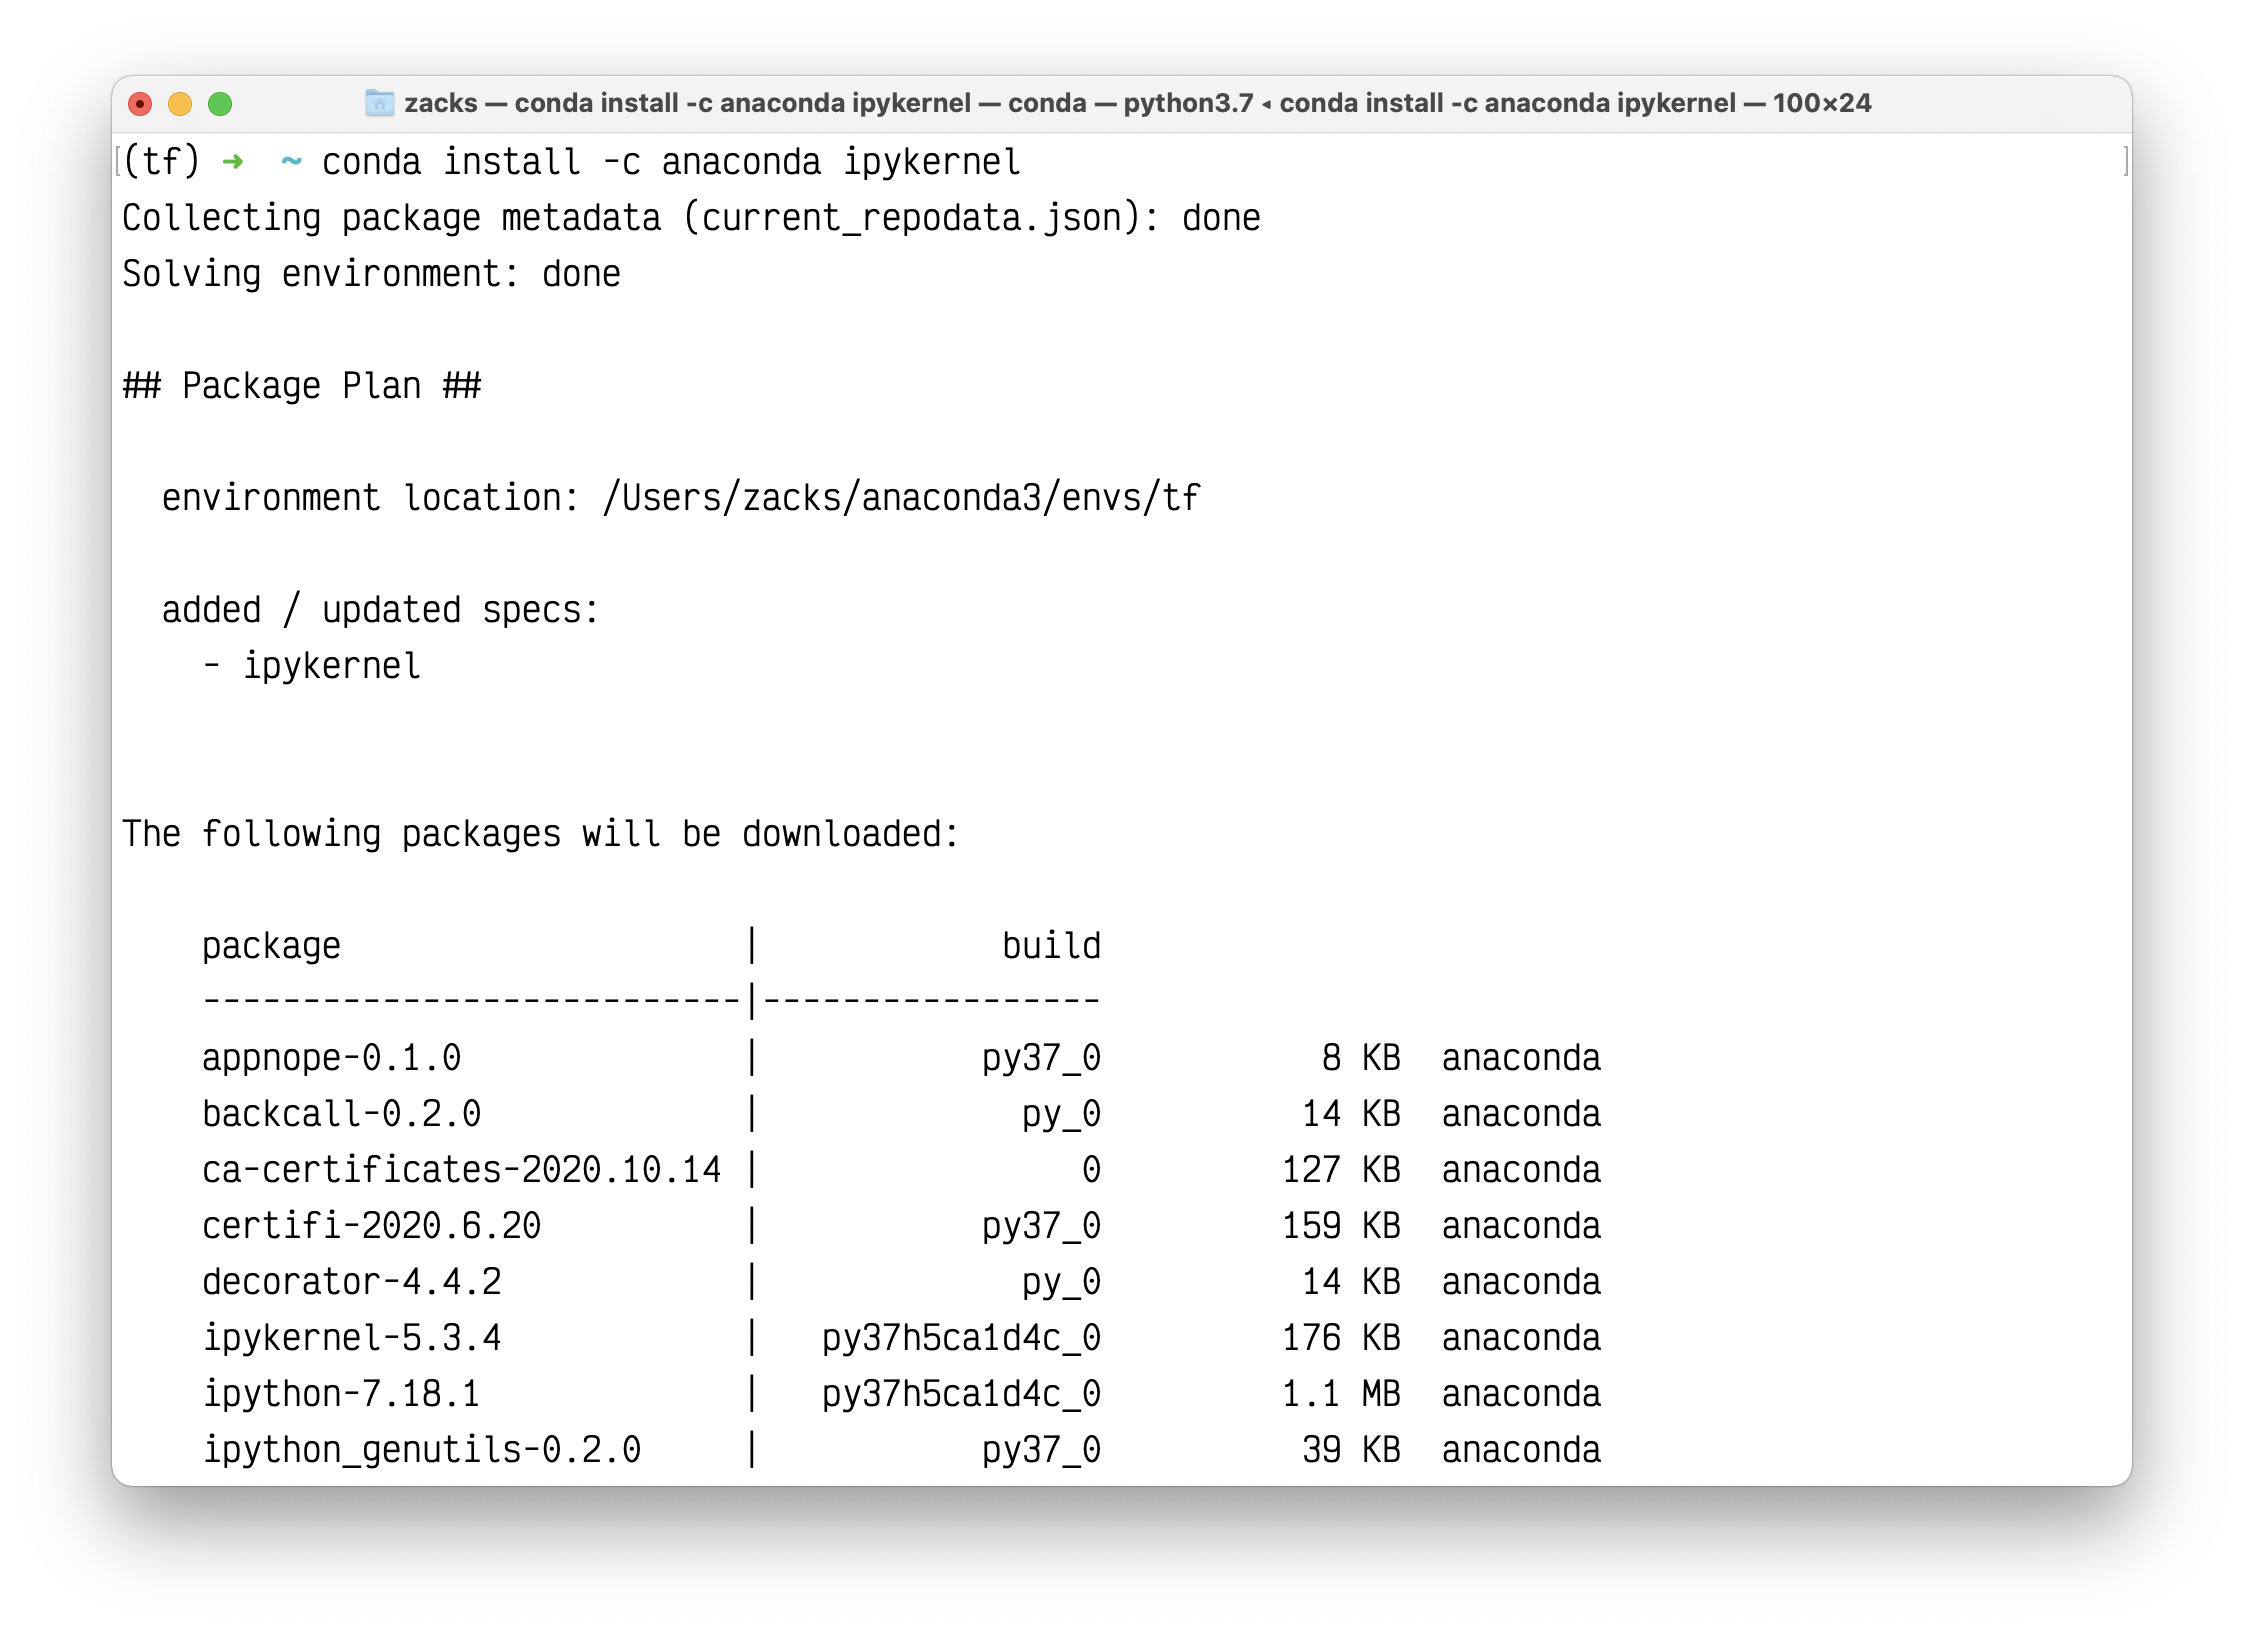 zacks — conda install -c anaconda ipykernel — conda — python3.7 ◂ conda install -c anaconda ipykernel — 100×24
(tf) ➜  ~ conda install -c anaconda ipykernel
Collecting package metadata (current_repodata.json): done
Solving environment: done
## Package Plan ##
  environment location: /Users/zacks/anaconda3/envs/tf
  added / updated specs:
    - ipykernel
The following packages will be downloaded:
    package                    |            build
    ---------------------------|-----------------
    appnope-0.1.0              |           py37_0           8 KB  anaconda
    backcall-0.2.0             |             py_0          14 KB  anaconda
    ca-certificates-2020.10.14 |                0         127 KB  anaconda
    certifi-2020.6.20          |           py37_0         159 KB  anaconda
    decorator-4.4.2            |             py_0          14 KB  anaconda
    ipykernel-5.3.4            |   py37h5ca1d4c_0         176 KB  anaconda
    ipython-7.18.1             |   py37h5ca1d4c_0         1.1 MB  anaconda
    ipython_genutils-0.2.0     |           py37_0          39 KB  anaconda